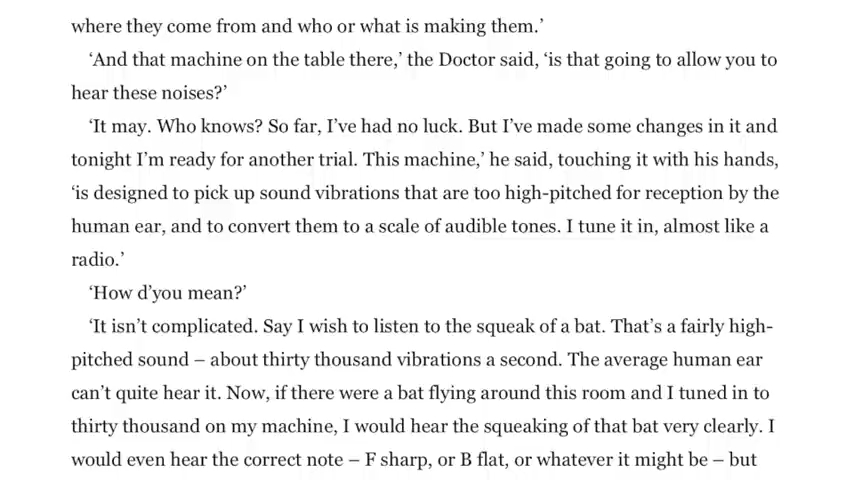 where they come from and who or what is making them.’
‘And that machine on the table there,’ the Doctor said, ‘is that going to allow you to
hear these noises?’
‘It may. Who knows? So far, I’ve had no luck. But I’ve made some changes in it and
tonight I’m ready for another trial. This machine,’ he said, touching it with his hands,
‘is designed to pick up sound vibrations that are too high-pitched for reception by the
human ear, and to convert them to a scale of audible tones. I tune it in, almost like a
radio.’
‘How d’you mean?’
‘It isn’t complicated. Say I wish to listen to the squeak of a bat. That’s a fairly high-
pitched sound – about thirty thousand vibrations a second. The average human ear
can’t quite hear it. Now, if there were a bat flying around this room and I tuned in to
thirty thousand on my machine, I would hear the squeaking of that bat very clearly. I
would even hear the correct note – F sharp, or B flat, or whatever it might be – but